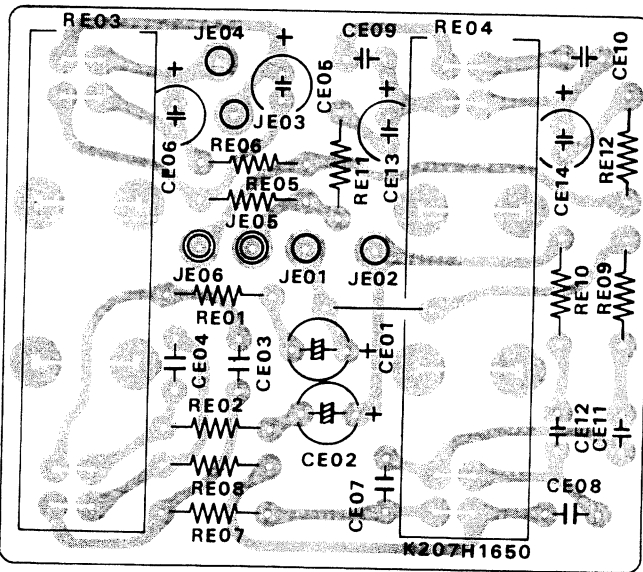 RE03
JE04
CE09
RE04
CE10
CE05
JE03
CE06
RE06
RE05
RE11
CE13
CE14
RE12
JE05
JE06
JE01
JE02
RE01
RE10
RE09
CE04
CE03
CE01
RE02
CE02
CE12
CE11
RE08
RE07
CE07
CE08
K207H1650